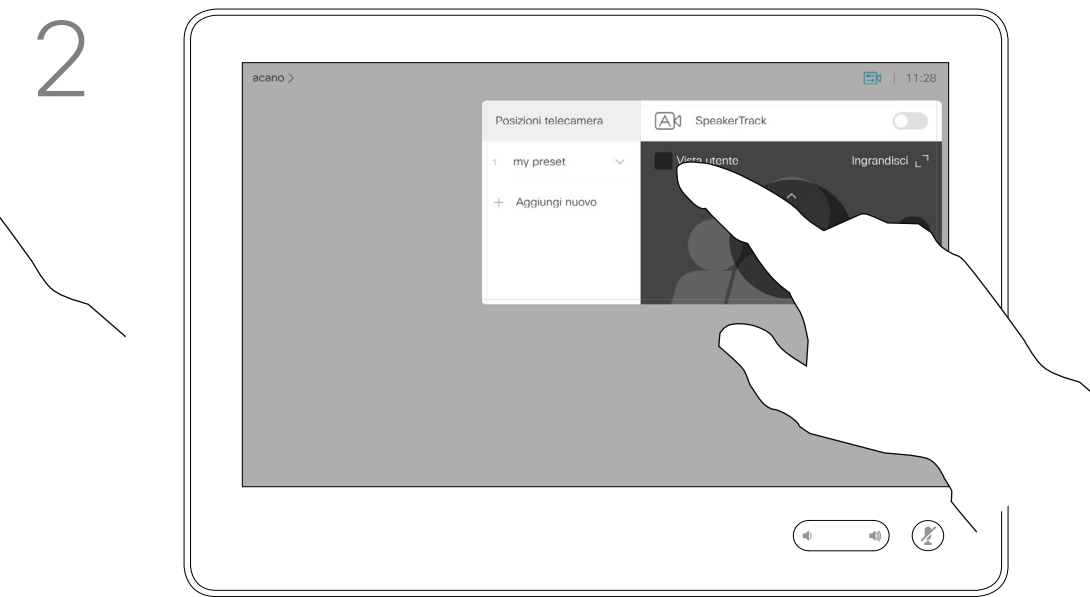 2
acano >
11:28
Posizioni telecamera
SpeakerTrack
1 my preset
Vista utente
Ingrandisci
+ Aggiungi nuovo